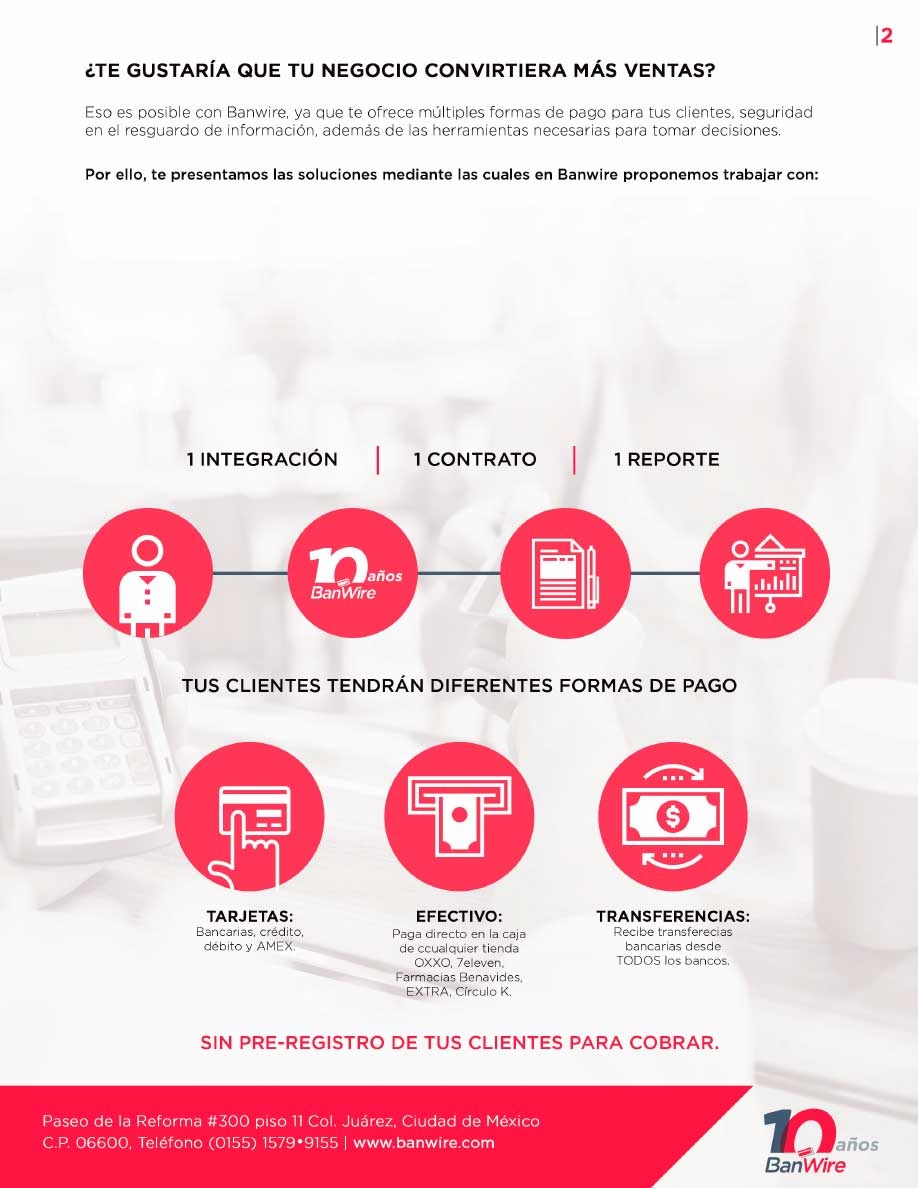 |2
¿TE GUSTARÍA QUE TU NEGOCIO CONVIRTIERA MÁS VENTAS?
Eso es posible con Banwire, ya que te ofrece múltiples formas de pago para tus clientes, seguridad
en el resguardo de información, además de las herramientas necesarias para tomar decisiones.
Por ello, te presentamos las soluciones mediante las cuales en Banwire proponemos trabajar con:
1 INTEGRACIÓN | 1 CONTRATO | 1 REPORTE
10 años
BanWire
TUS CLIENTES TENDRÁN DIFERENTES FORMAS DE PAGO
$
TARJETAS:
Bancarias, crédito,
débito y AMEX.
EFECTIVO:
Paga directo en la caja
de ccualquier tienda
OXXO, 7eleven,
Farmacias Benavides,
EXTRA, Círculo K.
TRANSFERENCIAS:
Recibe transferecias
bancarias desde
TODOS los bancos.
SIN PRE-REGISTRO DE TUS CLIENTES PARA COBRAR.
Paseo de la Reforma #300 piso 11 Col. Juárez, Ciudad de México
C.P. 06600, Teléfono (0155) 1579•9155 | www.banwire.com
10 años
BanWire